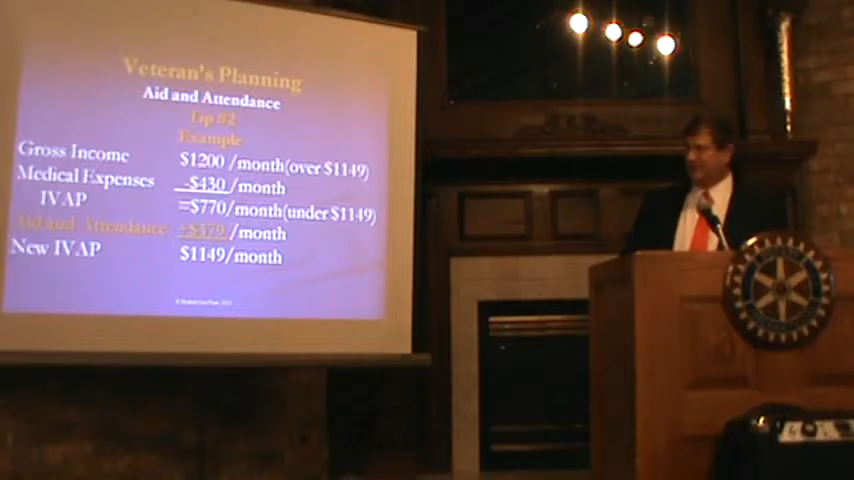 Veteran's Planning
Aid and Attendance
Tip #2
Example
Gross Income $1200 /month(over $1149)
Medical Expenses -$430 /month
IVAP =$770/month(under $1149)
Aid and Attendance +$379 /month
New IVAP $1149/month